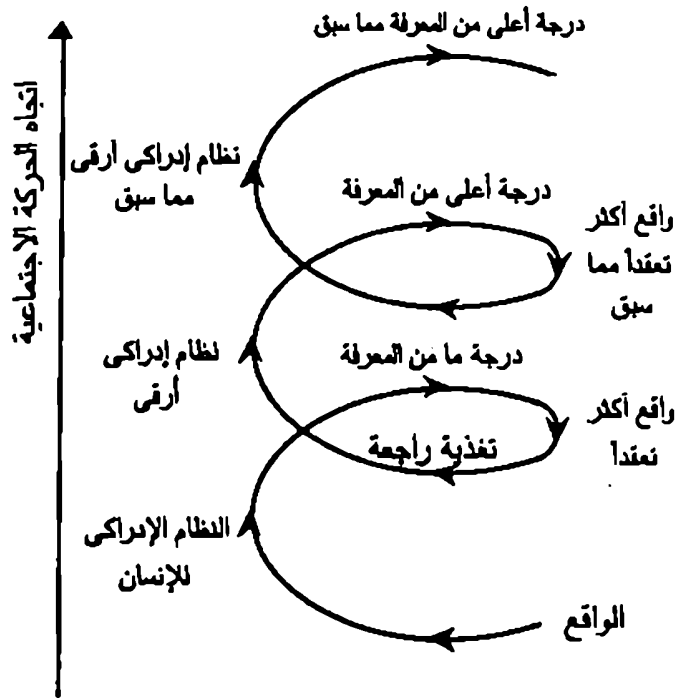 درجة أعلى من المعرفة مما سبق
نظام إدراكى أرقى
مما سبق
درجة أعلى من المعرفة
واقع أكثر
تعقداً مما
سبق
اتجاه الحركة الاجتماعية
نظام إدراكى
أرقى
درجة ما من المعرفة
واقع أكثر
تعقداً
تغذية راجعة
النظام الإدراكى
للإنسان
الواقع